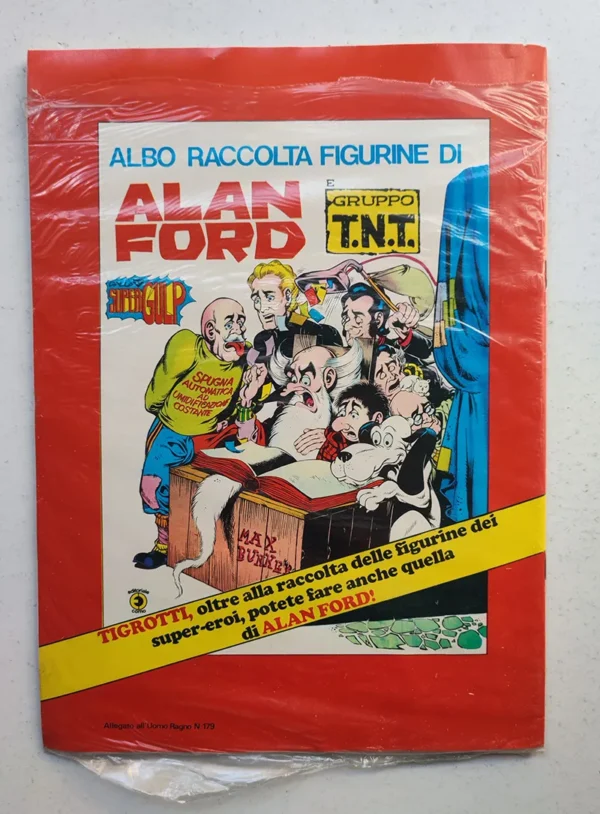 ALBO RACCOLTA FIGURINE DI
ALAN
FORD
E
GRUPPO
T.N.T.
SUPER GULP
SPUGNA
AUTOMATICA
AD
UMIDIFICAZIONE
COSTANTE
MAX
BUNKER
TIGROTTI, oltre alla raccolta delle figurine dei
super-eroi, potete fare anche quella
di ALAN FORD!
Allegato all'Uomo Ragno N. 179